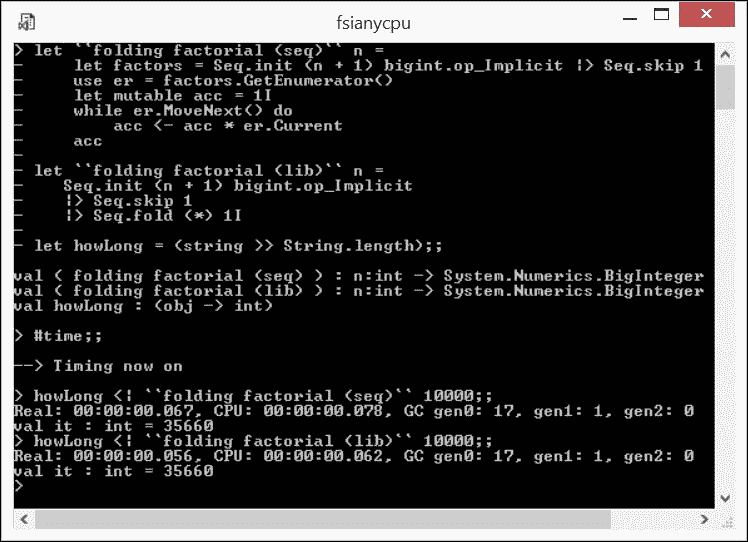 fsianycpu
> let ``folding factorial (seq)`` n =
-     let factors = Seq.init (n + 1) bigint.op_Implicit |> Seq.skip 1
-     use er = factors.GetEnumerator()
-     let mutable acc = 1I
-     while er.MoveNext() do
-         acc <- acc * er.Current
-     acc
-
- let ``folding factorial (lib)`` n =
-    Seq.init (n + 1) bigint.op_Implicit
-    |> Seq.skip 1
-    |> Seq.fold (*) 1I
-
- let howLong = (string >> String.length);;
val ( folding factorial (seq) ) : n:int -> System.Numerics.BigInteger
val ( folding factorial (lib) ) : n:int -> System.Numerics.BigInteger
val howLong : (obj -> int)
> #time;;
--> Timing now on
> howLong <| ``folding factorial (seq)`` 10000;;
Real: 00:00:00.067, CPU: 00:00:00.078, GC gen0: 17, gen1: 1, gen2: 0
val it : int = 35660
> howLong <| ``folding factorial (lib)`` 10000;;
Real: 00:00:00.056, CPU: 00:00:00.062, GC gen0: 17, gen1: 1, gen2: 0
val it : int = 35660
>